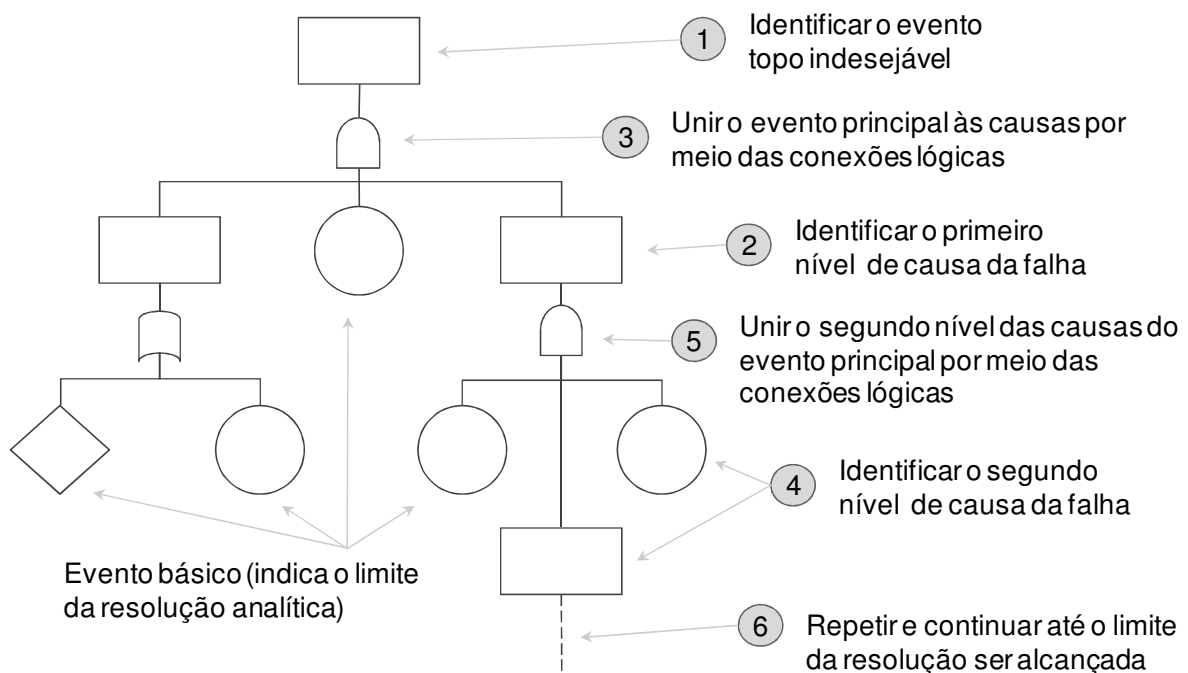 1 Identificar o evento
topo indesejável
3 Unir o evento principal às causas por
meio das conexões lógicas
2 Identificar o primeiro
nível de causa da falha
5 Unir o segundo nível das causas do
evento principal por meio das
conexões lógicas
4 Identificar o segundo
nível de causa da falha
Evento básico (indica o limite
da resolução analítica)
6 Repetir e continuar até o limite
da resolução ser alcançada